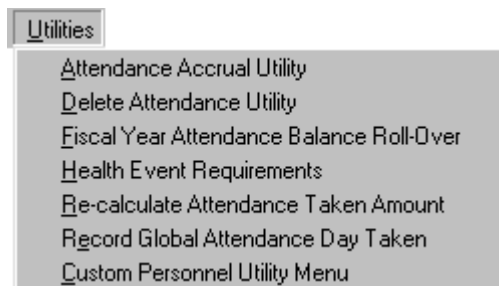 Utilities
Attendance Accrual Utility
Delete Attendance Utility
Fiscal Year Attendance Balance Roll-Over
Health Event Requirements
Re-calculate Attendance Taken Amount
Record Global Attendance Day Taken
Custom Personnel Utility Menu